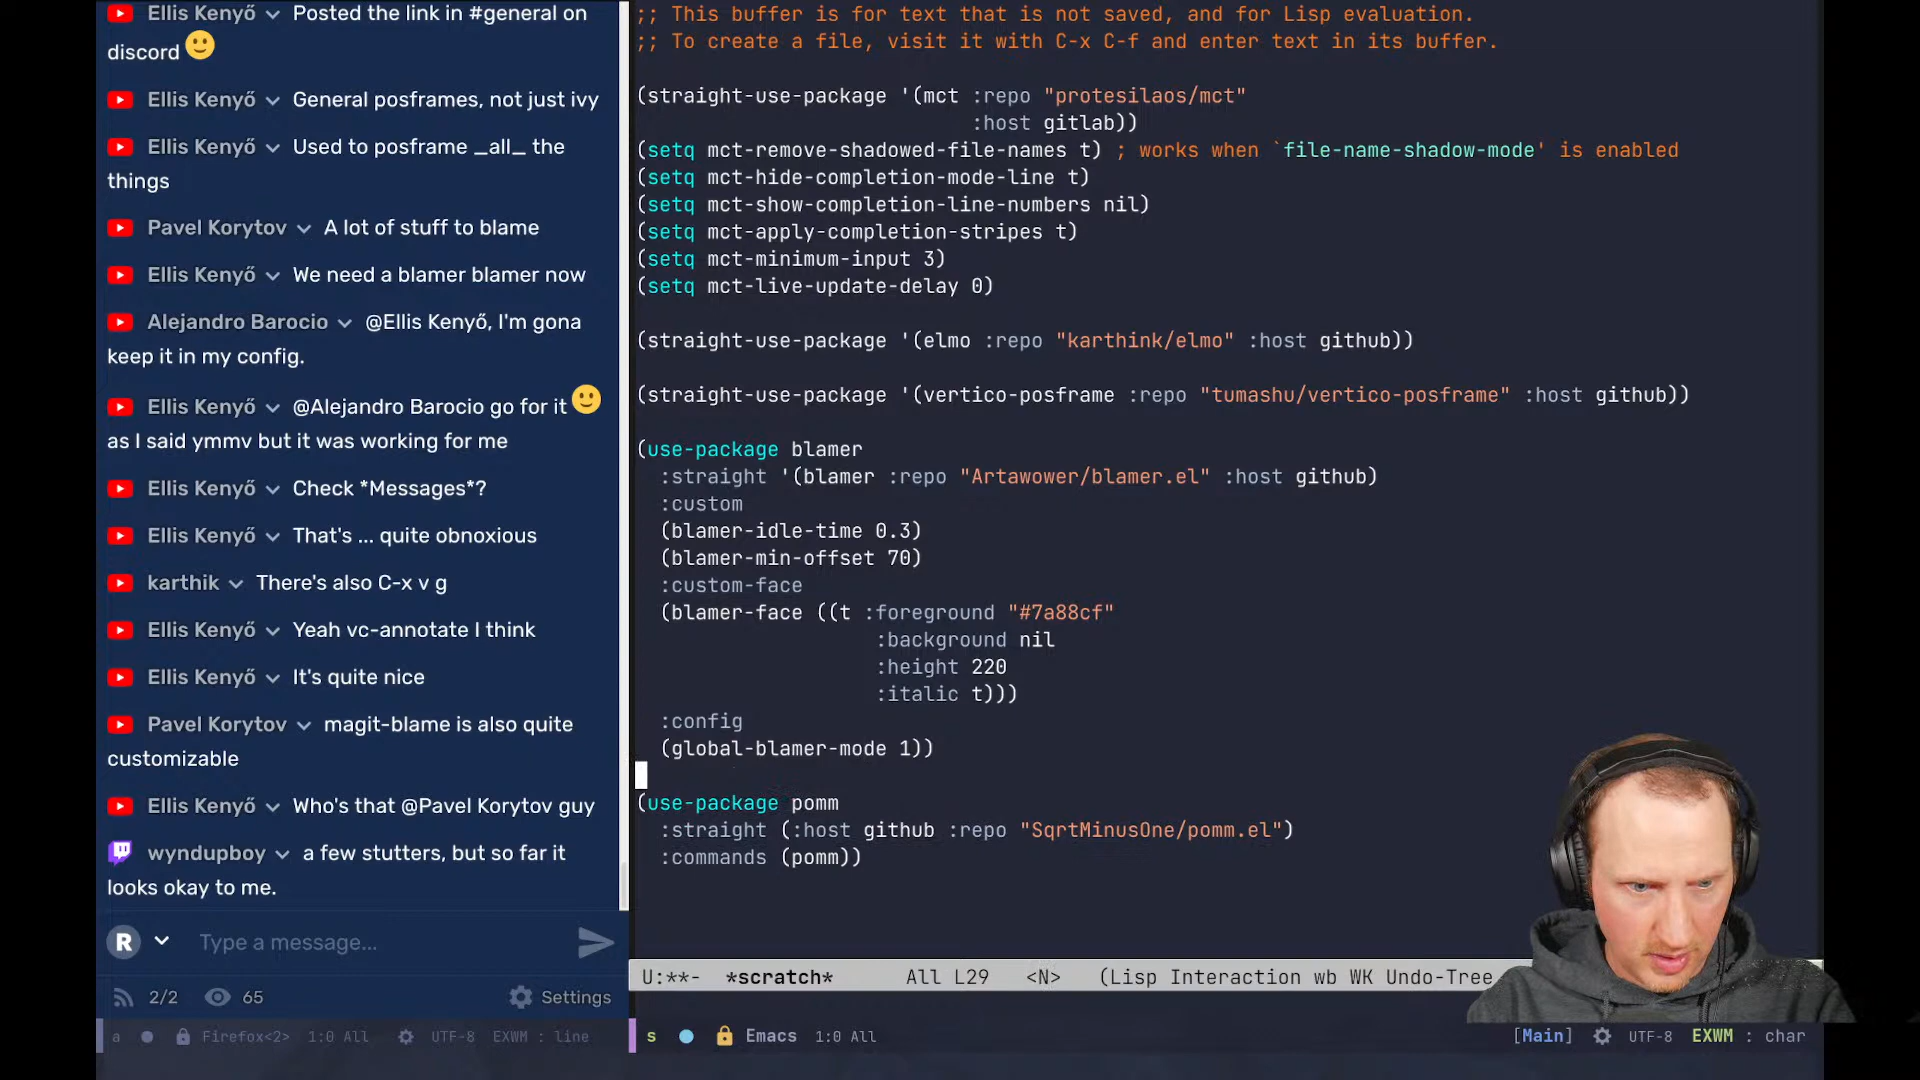 Ellis Kenyő Posted the link in #general on
discord
Ellis Kenyő General posframes, not just ivy
Ellis Kenyő Used to posframe _all_ the
things
Pavel Korytov A lot of stuff to blame
Ellis Kenyő We need a blamer blamer now
Alejandro Barocio @Ellis Kenyő, I'm gona
keep it in my config.
Ellis Kenyő @Alejandro Barocio go for it
as I said ymmv but it was working for me
Ellis Kenyő Check *Messages*?
Ellis Kenyő That's ... quite obnoxious
karthik There's also C-x v g
Ellis Kenyő Yeah vc-annotate I think
Ellis Kenyő It's quite nice
Pavel Korytov magit-blame is also quite
customizable
Ellis Kenyő Who's that @Pavel Korytov guy
wyndupboy a few stutters, but so far it
looks okay to me.
R Type a message...
2/2 65 Settings
a Firefox<2> 1:0 All UTF-8 EXWM : line
;; This buffer is for text that is not saved, and for Lisp evaluation.
;; To create a file, visit it with C-x C-f and enter text in its buffer.
(straight-use-package '(mct :repo "protesilaos/mct"
:host gitlab))
(setq mct-remove-shadowed-file-names t) ; works when `file-name-shadow-mode' is enabled
(setq mct-hide-completion-mode-line t)
(setq mct-show-completion-line-numbers nil)
(setq mct-apply-completion-stripes t)
(setq mct-minimum-input 3)
(setq mct-live-update-delay 0)
(straight-use-package '(elmo :repo "karthink/elmo" :host github))
(straight-use-package '(vertico-posframe :repo "tumashu/vertico-posframe" :host github))
(use-package blamer
:straight '(blamer :repo "Artawower/blamer.el" :host github)
:custom
(blamer-idle-time 0.3)
(blamer-min-offset 70)
:custom-face
(blamer-face ((t :foreground "#7a88cf"
:background nil
:height 220
:italic t)))
:config
(global-blamer-mode 1))
(use-package pomm
:straight (:host github :repo "SqrtMinusOne/pomm.el")
:commands (pomm))
U:**- *scratch* All L29 <N> (Lisp Interaction wb WK Undo-Tree
s Emacs 1:0 All [Main] UTF-8 EXWM : char